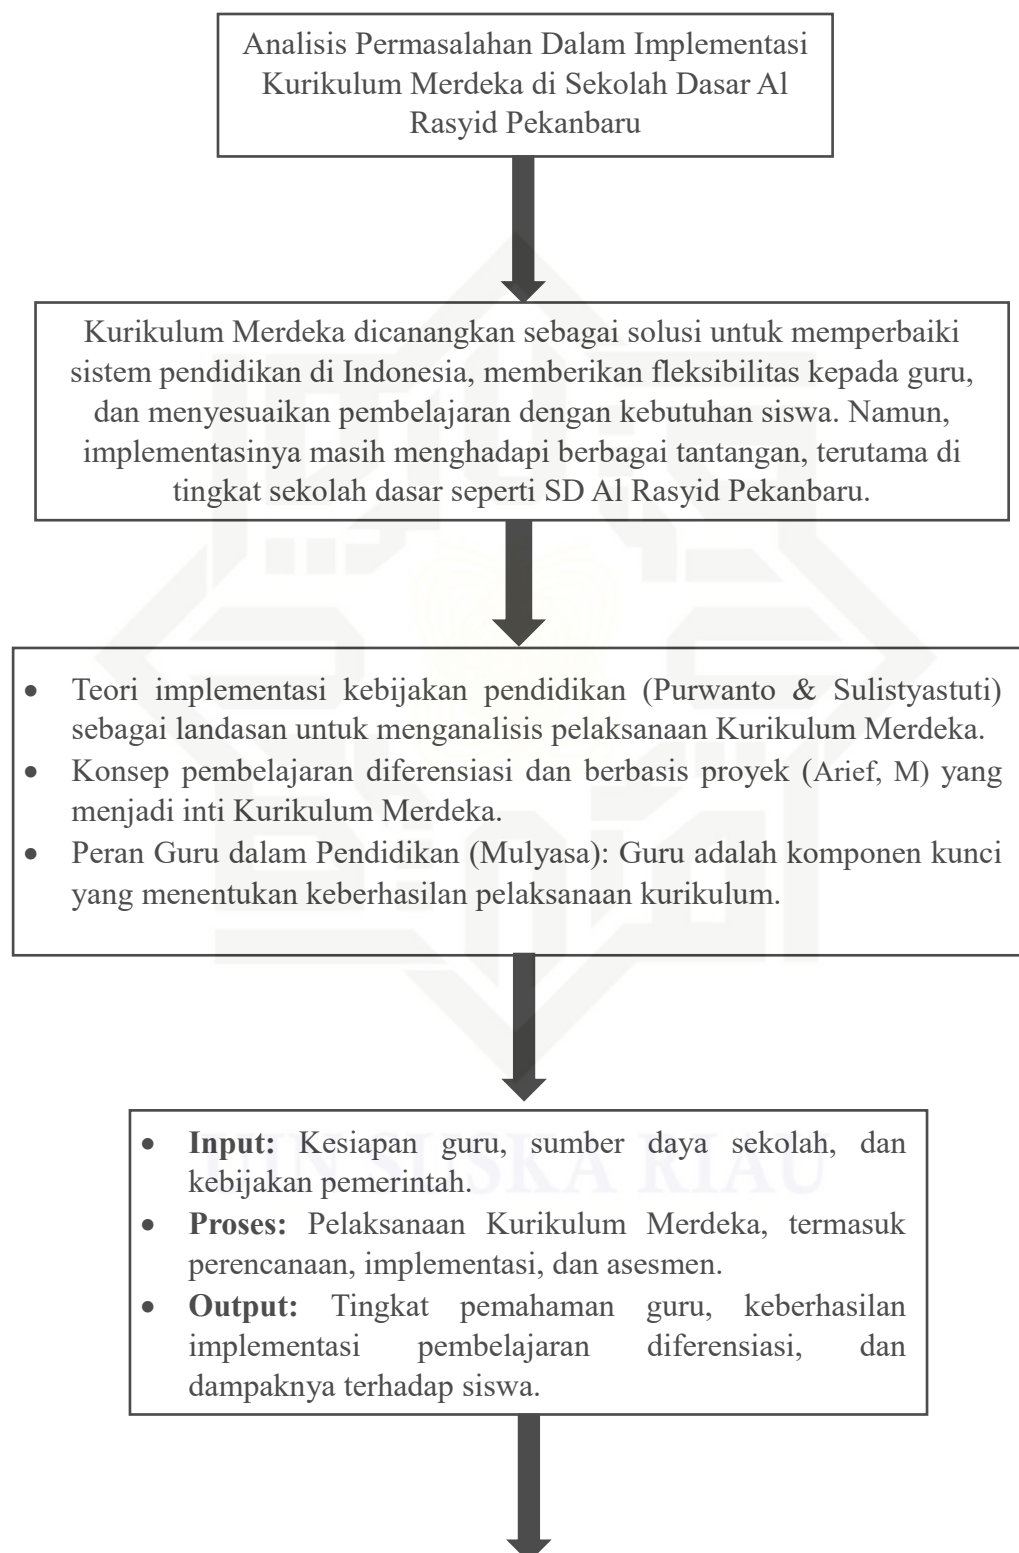 Analisis Permasalahan Dalam Implementasi
Kurikulum Merdeka di Sekolah Dasar Al
Rasyid Pekanbaru
Kurikulum Merdeka dicanangkan sebagai solusi untuk memperbaiki
sistem pendidikan di Indonesia, memberikan fleksibilitas kepada guru,
dan menyesuaikan pembelajaran dengan kebutuhan siswa. Namun,
implementasinya masih menghadapi berbagai tantangan, terutama di
tingkat sekolah dasar seperti SD Al Rasyid Pekanbaru.
• Teori implementasi kebijakan pendidikan (Purwanto & Sulistyastuti)
sebagai landasan untuk menganalisis pelaksanaan Kurikulum Merdeka.
• Konsep pembelajaran diferensiasi dan berbasis proyek (Arief, M) yang
menjadi inti Kurikulum Merdeka.
• Peran Guru dalam Pendidikan (Mulyasa): Guru adalah komponen kunci
yang menentukan keberhasilan pelaksanaan kurikulum.
• Input: Kesiapan guru, sumber daya sekolah, dan
kebijakan pemerintah.
UIN SUSKA RIAU
• Proses: Pelaksanaan Kurikulum Merdeka, termasuk
perencanaan, implementasi, dan asesmen.
• Output: Tingkat pemahaman guru, keberhasilan
implementasi pembelajaran diferensiasi, dan
dampaknya terhadap siswa.